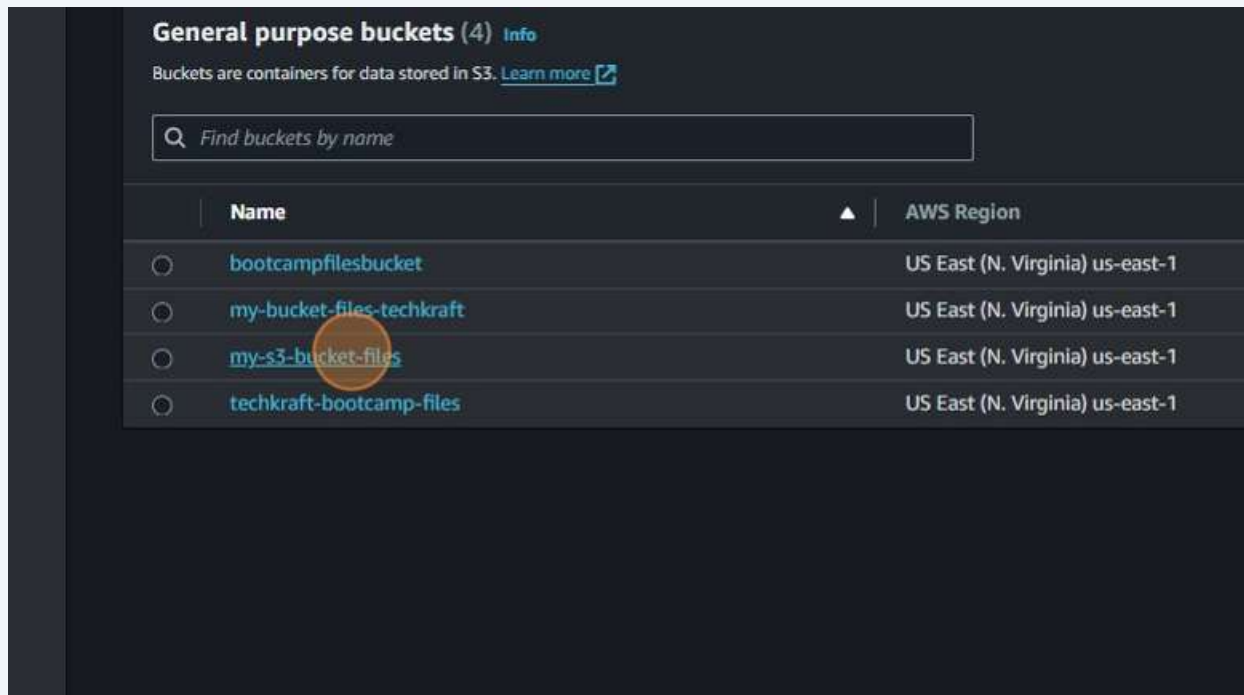 General purpose buckets (4) Info
Buckets are containers for data stored in S3. Learn more
Find buckets by name
Name AWS Region
bootcampfilesbucket US East (N. Virginia) us-east-1
my-bucket-files-techkraft US East (N. Virginia) us-east-1
my-s3-bucket-files US East (N. Virginia) us-east-1
techkraft-bootcamp-files US East (N. Virginia) us-east-1